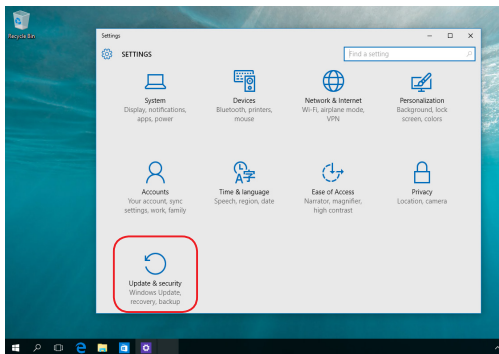 Recycle Bin
Settings
SETTINGS
Find a setting
System
Display, notifications,
apps, power
Devices
Bluetooth, printers,
mouse
Network & Internet
Wi-Fi, airplane mode,
VPN
Personalization
Background, lock
screen, colors
Accounts
Your account, sync
settings, work, family
Time & language
Speech, region, date
Ease of Access
Narrator, magnifier,
high contrast
Privacy
Location, camera
Update & security
Windows Update,
recovery, backup